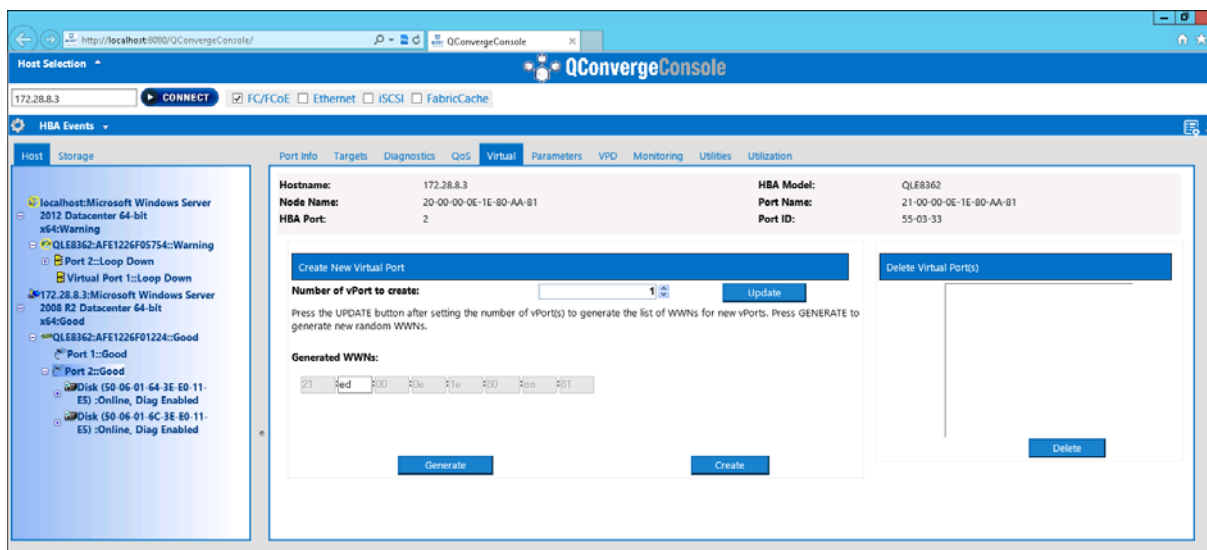 http://localhost:8080/QConvergeConsole/
QConvergeConsole
Host Selection
QConvergeConsole
172.28.8.3
CONNECT
FC/FCoE Ethernet iSCSI FabricCache
HBA Events
Host Storage
Port Info Targets Diagnostics QoS Virtual Parameters VPD Monitoring Utilities Utilization
localhost:Microsoft Windows Server
2012 Datacenter 64-bit
x64:Warning
QLE8362:AFE1226F05754::Warning
Port 2::Loop Down
Virtual Port 1::Loop Down
172.28.8.3:Microsoft Windows Server
2008 R2 Datacenter 64-bit
x64:Good
QLE8362:AFE1226F01224::Good
Port 1::Good
Port 2::Good
Disk (50-06-01-64-3E-E0-11-
E5) :Online, Diag Enabled
Disk (50-06-01-6C-3E-E0-11-
E5) :Online, Diag Enabled
Hostname: 172.28.8.3 HBA Model: QLE8362
Node Name: 20-00-00-0E-1E-80-AA-81 Port Name: 21-00-00-0E-1E-80-AA-81
HBA Port: 2 Port ID: 55-03-33
Create New Virtual Port
Number of vPort to create: 1 Update
Press the UPDATE button after setting the number of vPort(s) to generate the list of WWNs for new vPorts. Press GENERATE to
generate new random WWNs.
Generated WWNs:
21 :ed :00 :0e :1e :80 :aa :81
Generate Create
Delete Virtual Port(s)
Delete